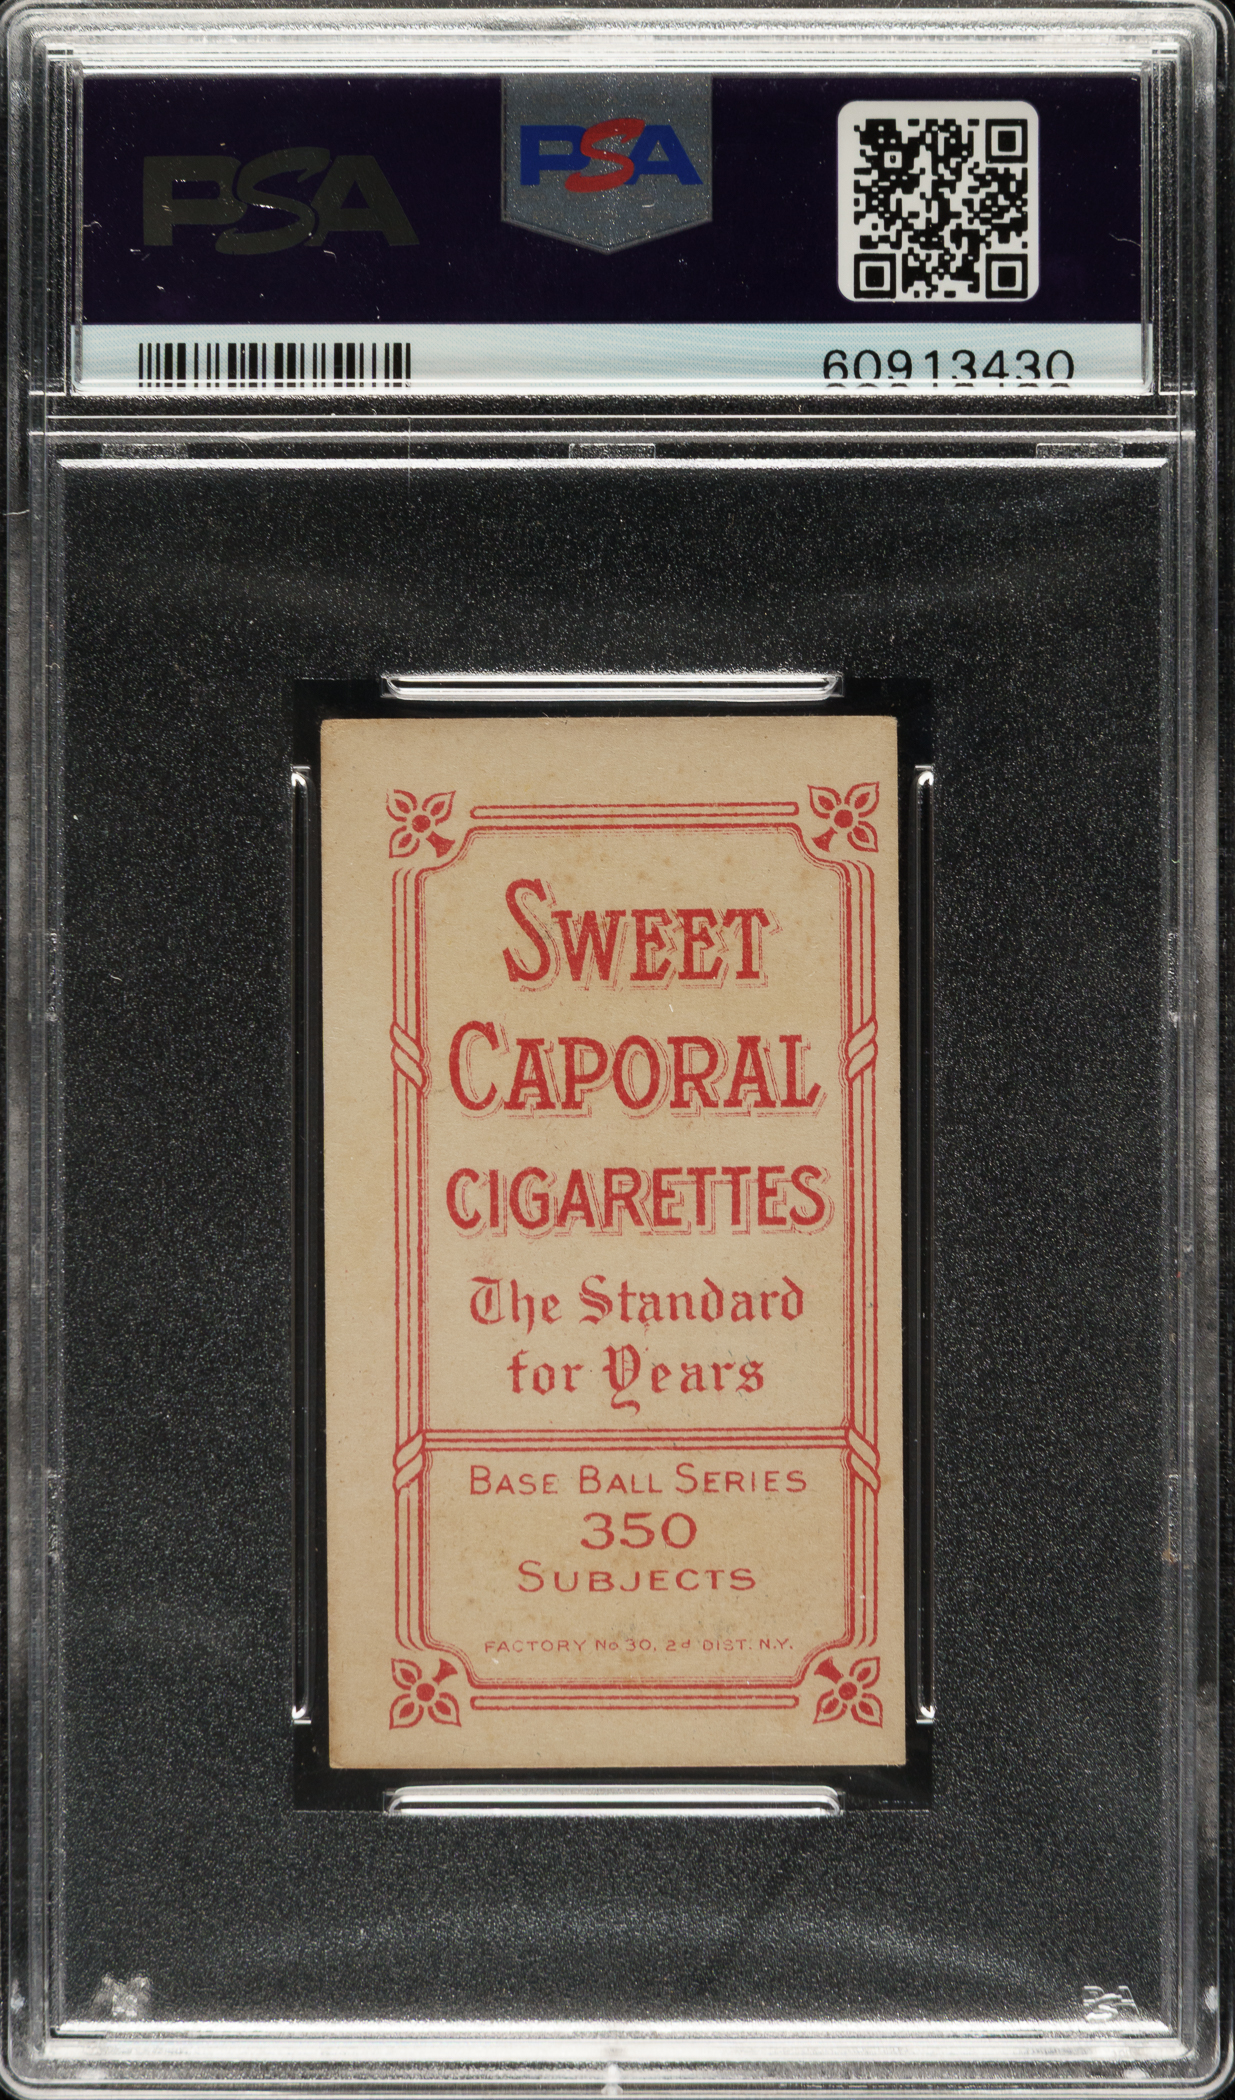 PSA
PSA
60913430
SWEET
CAPORAL
CIGARETTES
The Standard
for Years
BASE BALL SERIES
350
SUBJECTS
FACTORY No 30, 2d DIST. N.Y.
PSA